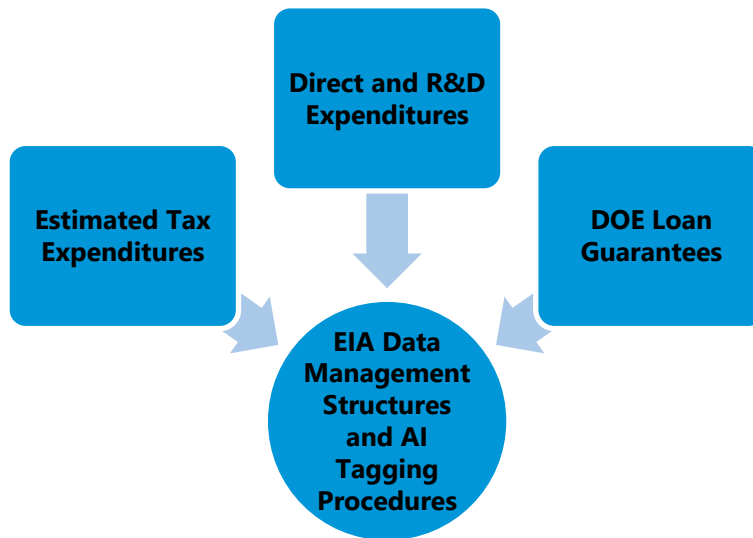 Direct and R&D
Expenditures
Estimated Tax
Expenditures
DOE Loan
Guarantees
EIA Data
Management
Structures
and AI
Tagging
Procedures